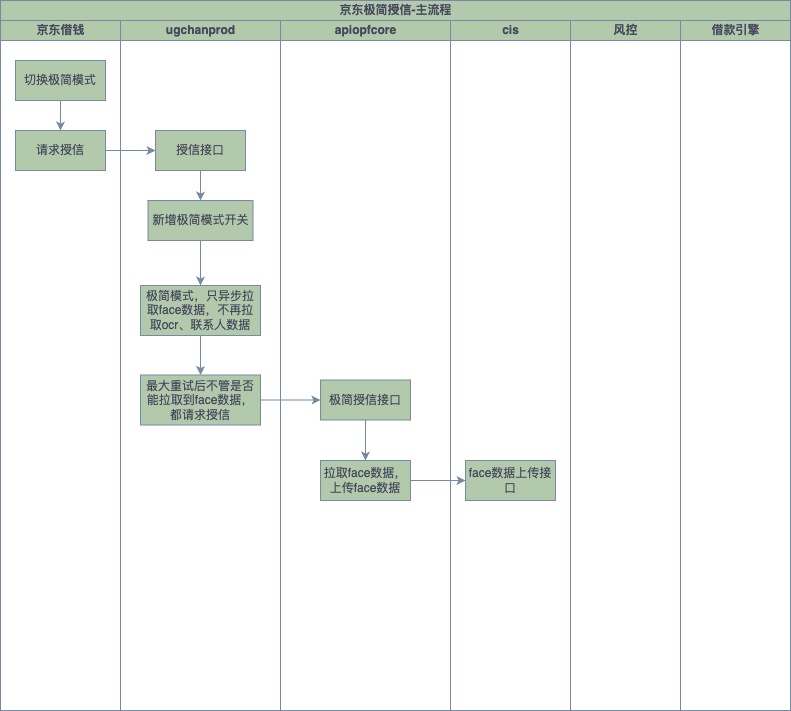 京东极简授信-主流程
京东借钱
ugchanprod
apiopfcore
cis
风控
借款引擎
切换极简模式
请求授信
授信接口
新增极简模式开关
极简模式，只异步拉
取face数据，不再拉
取ocr、联系人数据
最大重试后不管是否
能拉取到face数据，
都请求授信
极简授信接口
拉取face数据，
上传face数据
face数据上传接
口